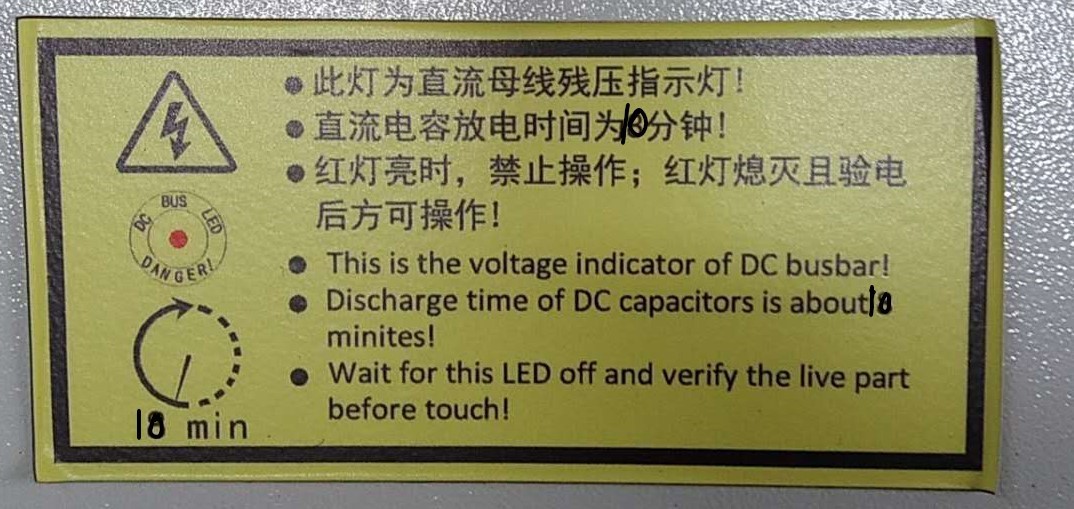 ● 此灯为直流母线残压指示灯!
● 直流电容放电时间为10分钟!
● 红灯亮时，禁止操作；红灯熄灭且验电
后方可操作!
DC BUS LED
DANGER!
● This is the voltage indicator of DC busbar!
● Discharge time of DC capacitors is about
minites!
● Wait for this LED off and verify the live part
before touch!
min